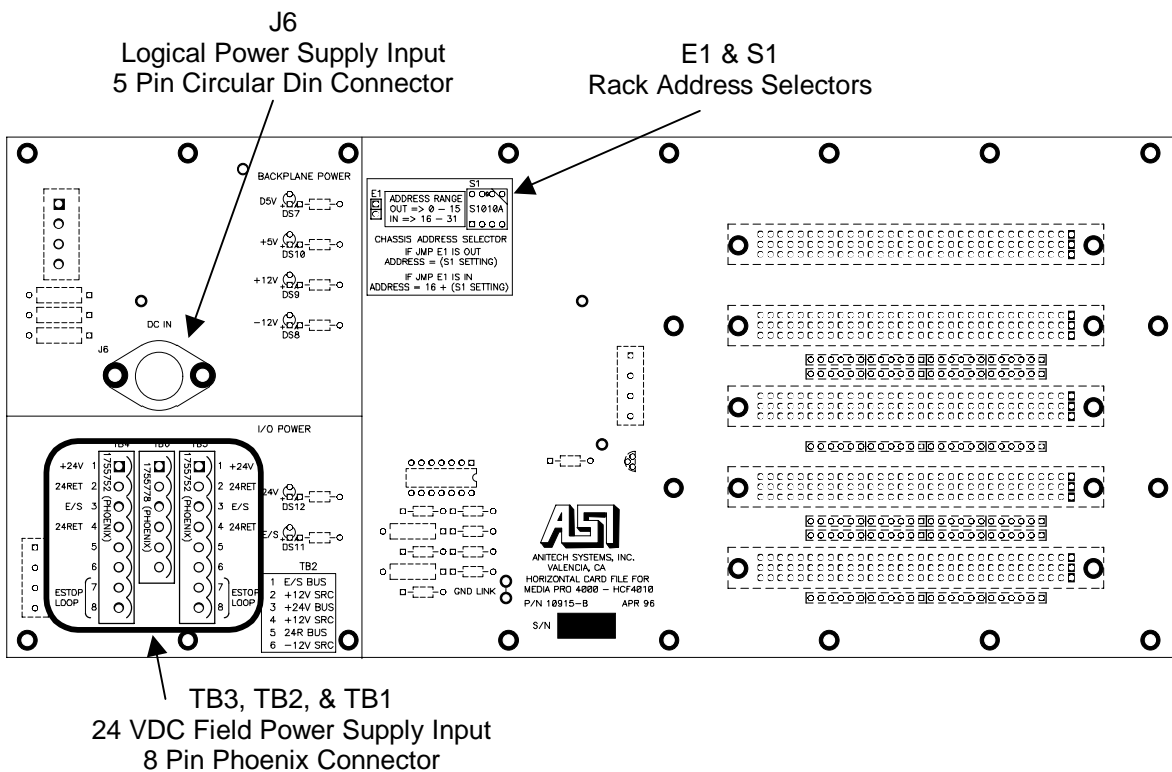 J6
Logical Power Supply Input
5 Pin Circular Din Connector
E1 & S1
Rack Address Selectors
BACKPLANE POWER
D5V
DS7
+5V
DS10
+12V
DS9
-12V
DS8
DC IN
J6
E1
S1
ADDRESS RANGE
OUT => 0 - 15
IN => 16 - 31
S1010A
CHASSIS ADDRESS SELECTOR
IF JMP E1 IS OUT
ADDRESS = (S1 SETTING)
IF JMP E1 IS IN
ADDRESS = 16 + (S1 SETTING)
I/O POWER
TB4
+24V 1
24RET 2
E/S 3
24RET 4
5
6
7
8
ESTOP
LOOP
1755752 (PHOENIX)
1755778 (PHOENIX)
1755752 (PHOENIX)
1 +24V
2 24RET
3 E/S
4 24RET
5
6
7
8
ESTOP
LOOP
24V
DS12
E/S
DS11
TB2
1 E/S BUS
2 +12V SRC
3 +24V BUS
4 +12V SRC
5 24R BUS
6 -12V SRC
GND LINK
ASI
ANITECH SYSTEMS, INC.
VALENCIA, CA
HORIZONTAL CARD FILE FOR
MEDIA PRO 4000 - HCF4010
P/N 10915-B APR 96
S/N
TB3, TB2, & TB1
24 VDC Field Power Supply Input
8 Pin Phoenix Connector